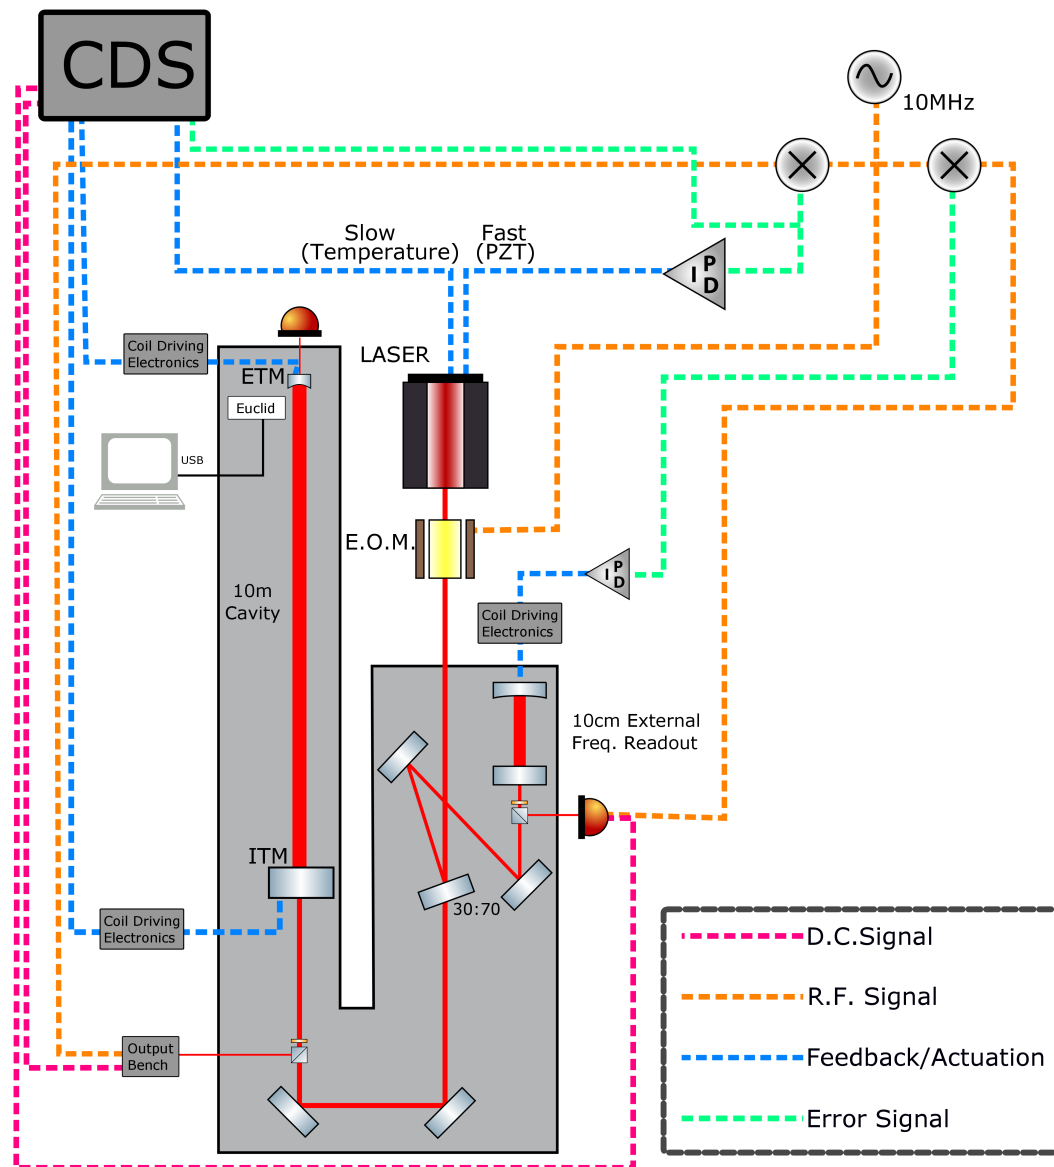 CDS
10MHz
Slow
(Temperature)
Fast
(PZT)
P
I
D
Coil Driving
Electronics
ETM
LASER
Euclid
USB
E.O.M.
P
I
D
10m
Cavity
Coil Driving
Electronics
10cm External
Freq. Readout
ITM
30:70
Coil Driving
Electronics
D.C.Signal
R.F. Signal
Output
Bench
Feedback/Actuation
Error Signal